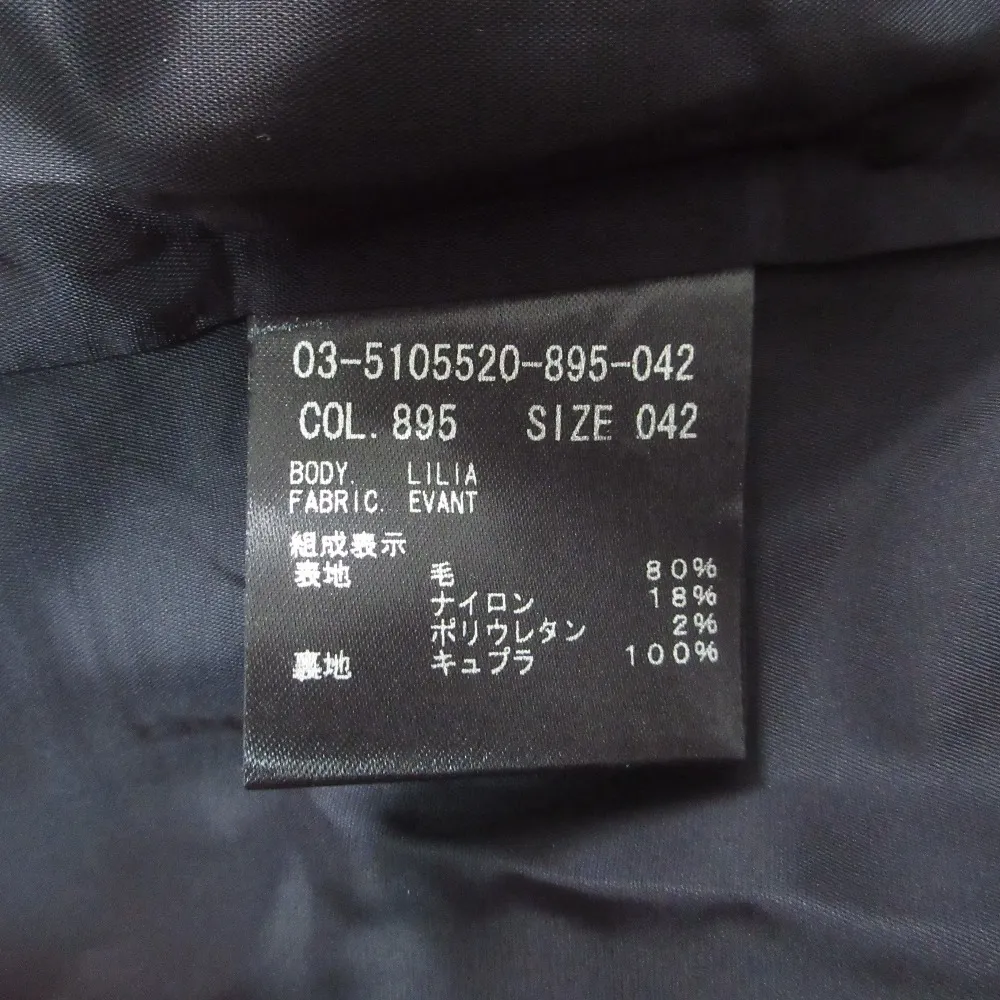 03-5105520-895-042
COL. 895 SIZE 042
BODY. LILIA
FABRIC. EVANT
組成表示
表地 毛 80%
ナイロン 18%
ポリウレタン 2%
裏地 キュプラ 100%